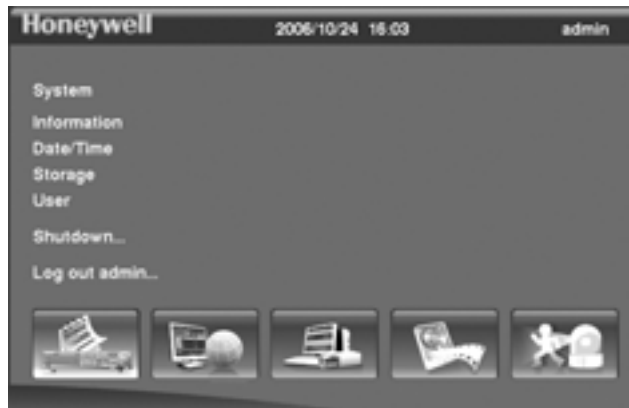 Honeywell 2006/10/24 16:03 admin
System
Information
Date/Time
Storage
User
Shutdown...
Log out admin...